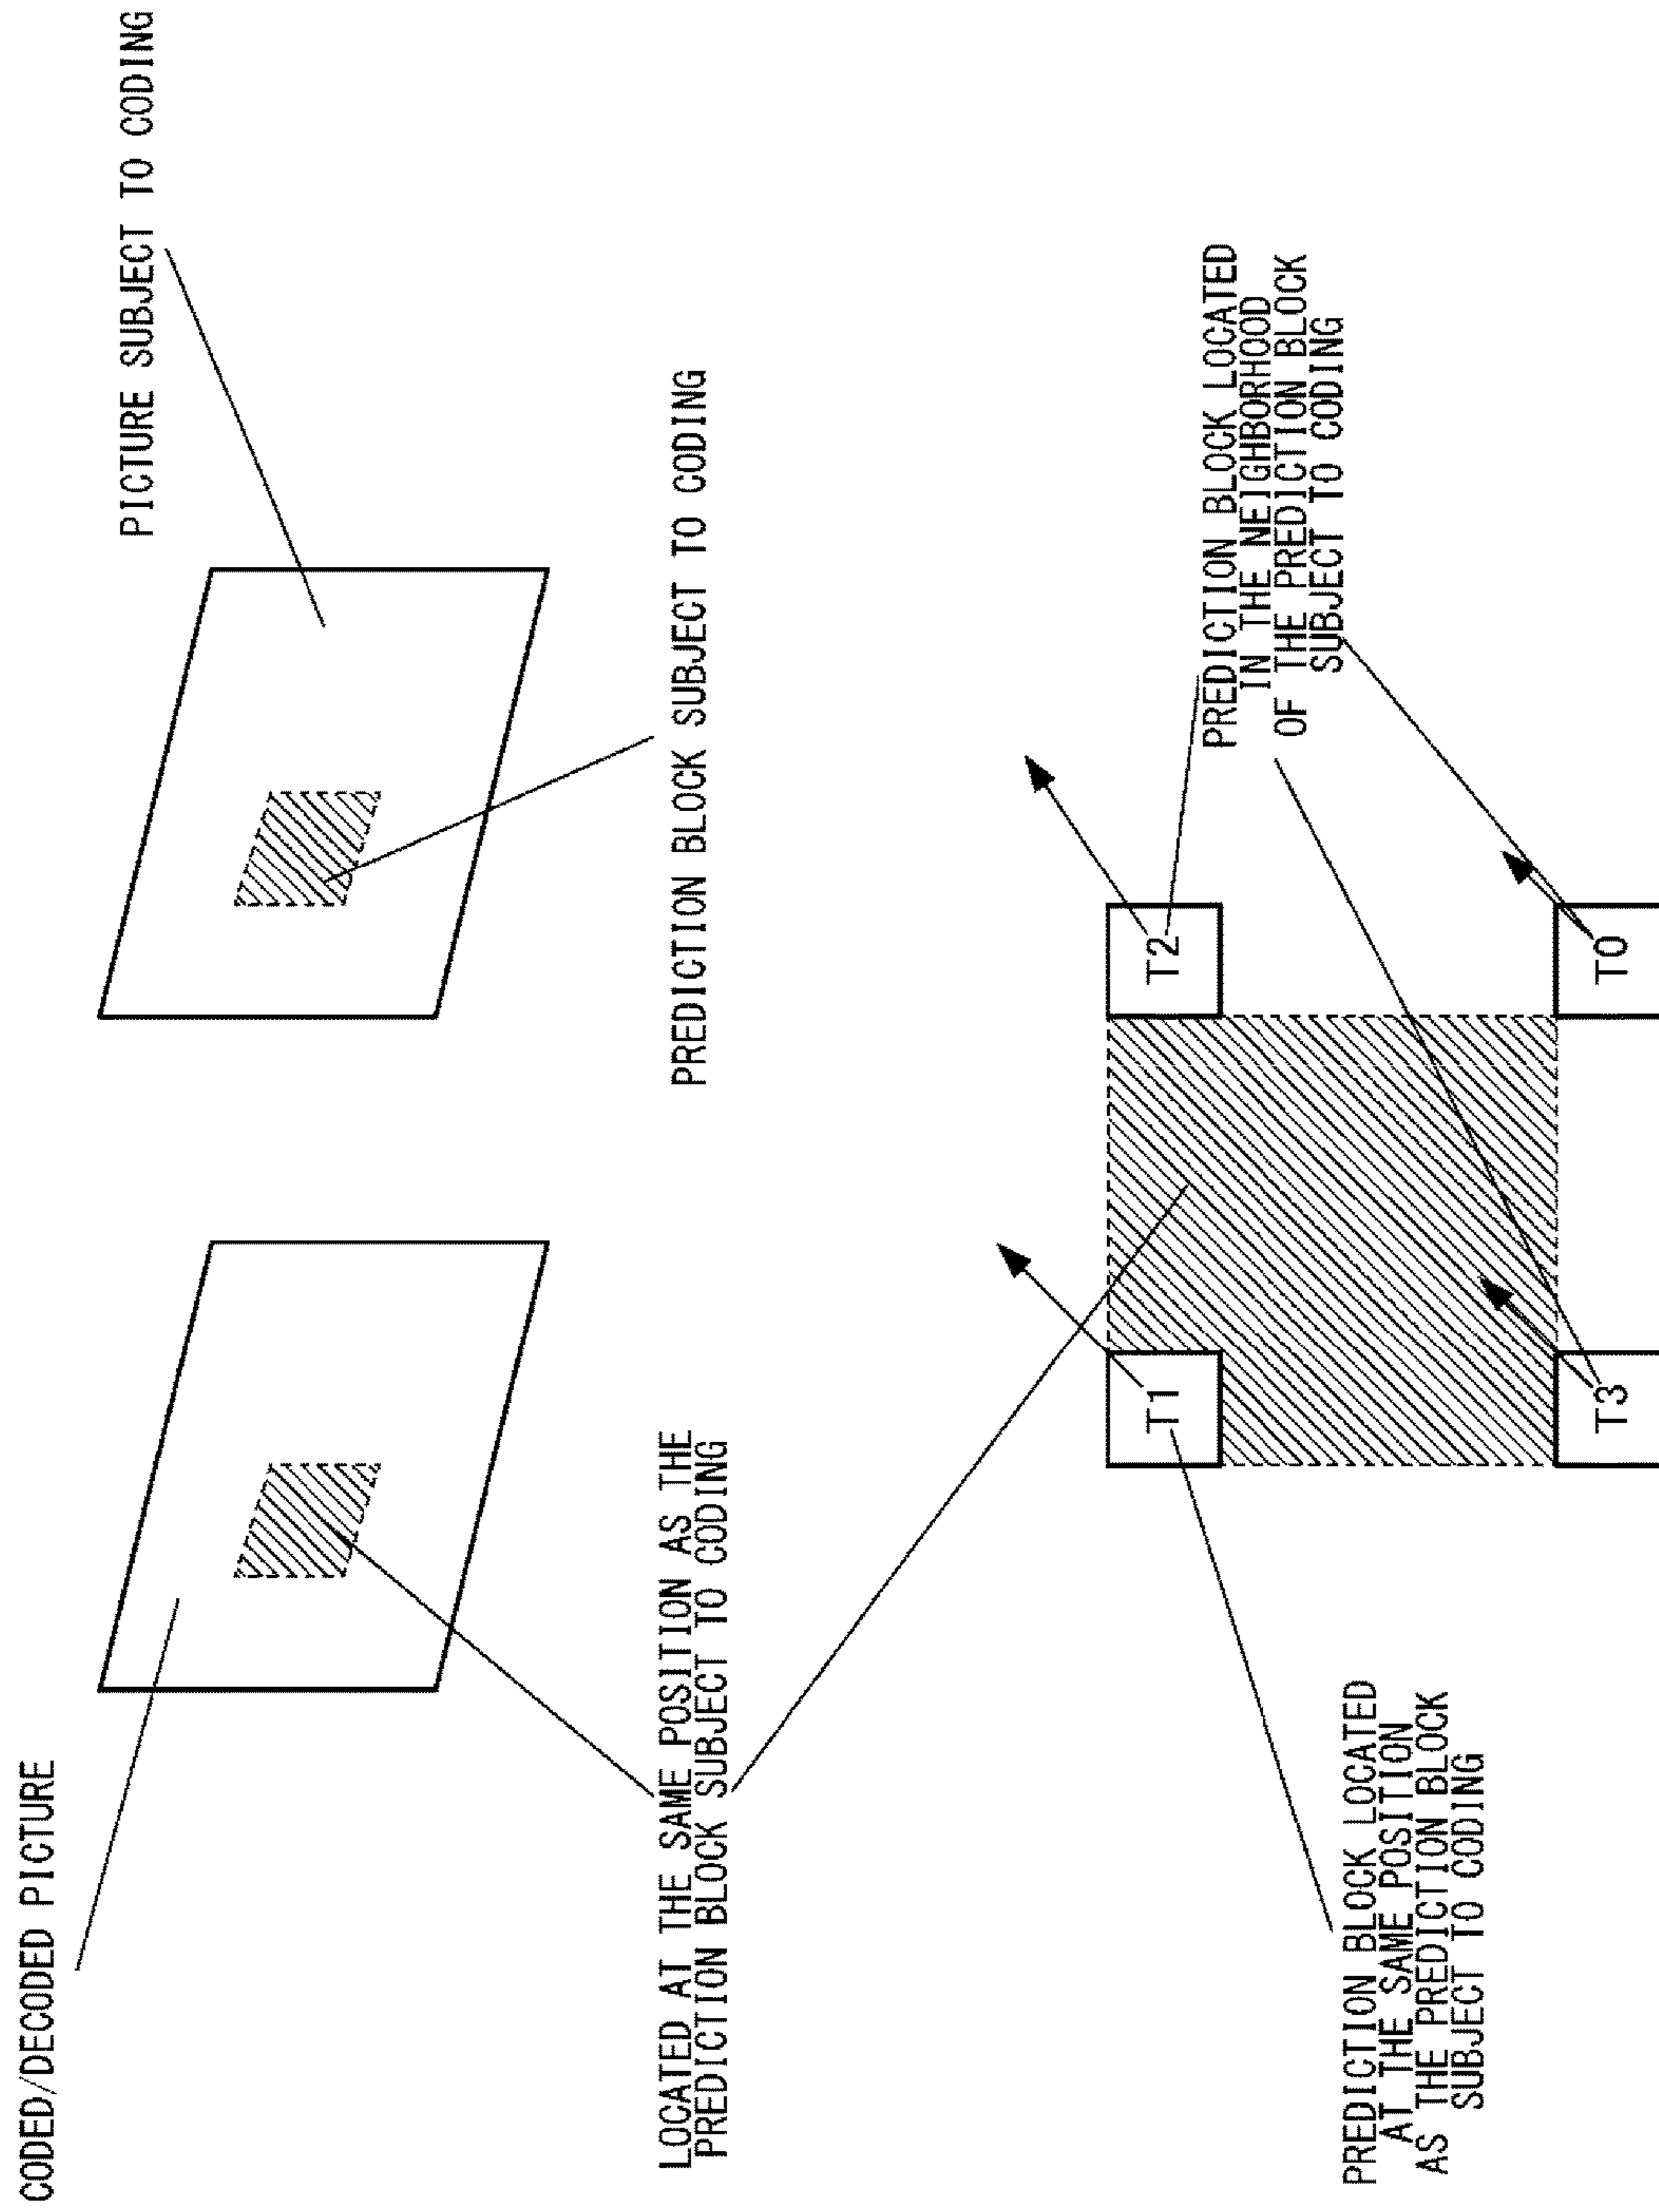 CODED/DECODED PICTURE
PICTURE SUBJECT TO CODING
LOCATED AT THE SAME POSITION AS THE
PREDICTION BLOCK SUBJECT TO CODING
PREDICTION BLOCK SUBJECT TO CODING
T1
T2
T3
T0
PREDICTION BLOCK LOCATED
AT THE SAME POSITION
AS THE PREDICTION BLOCK
SUBJECT TO CODING
PREDICTION BLOCK LOCATED
IN THE NEIGHBORHOOD
OF THE PREDICTION BLOCK
SUBJECT TO CODING